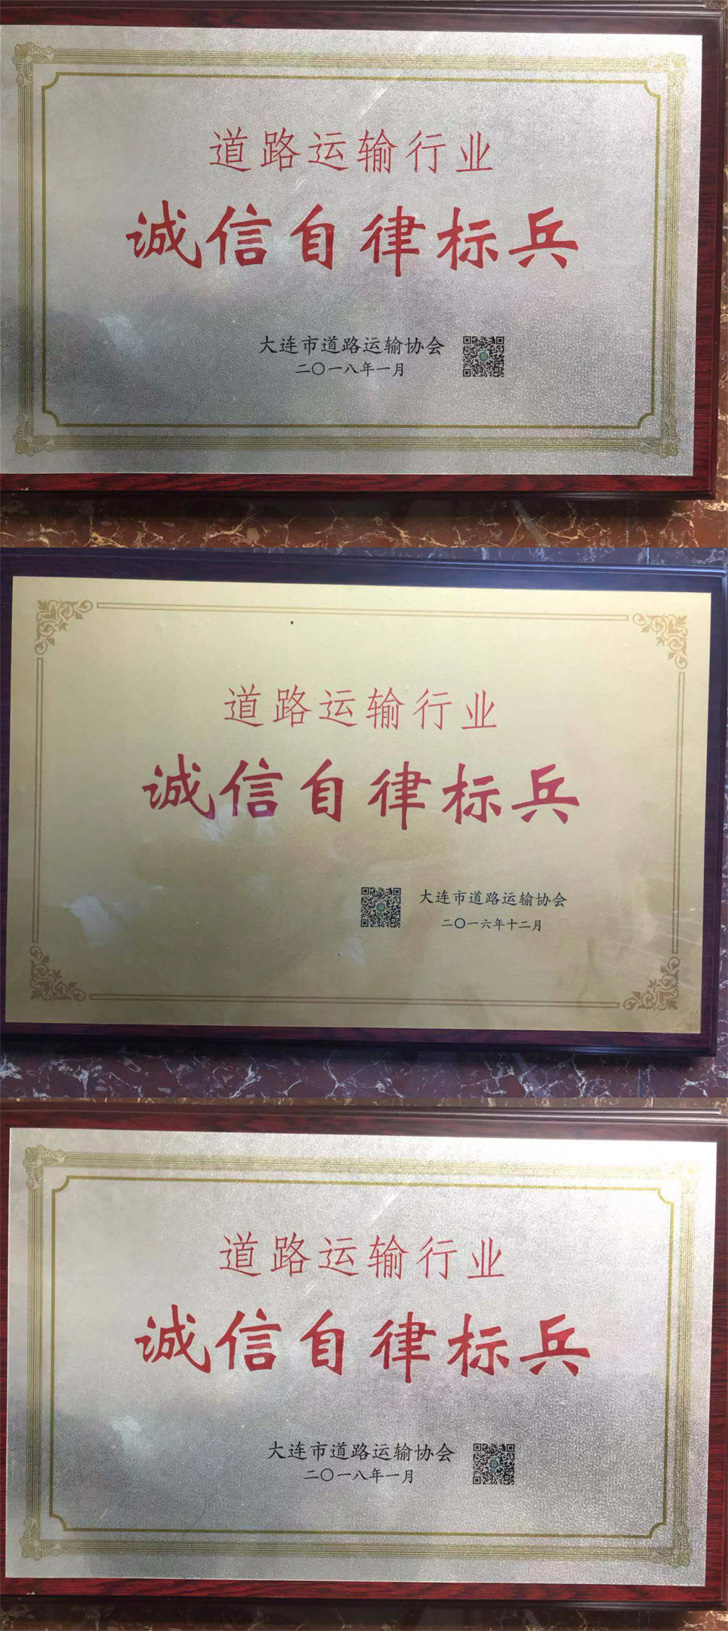 道路运输行业
诚信自律标兵
大连市道路运输协会
二〇一八年一月
道路运输行业
诚信自律标兵
大连市道路运输协会
二〇一六年十二月
道路运输行业
诚信自律标兵
大连市道路运输协会
二〇一八年一月